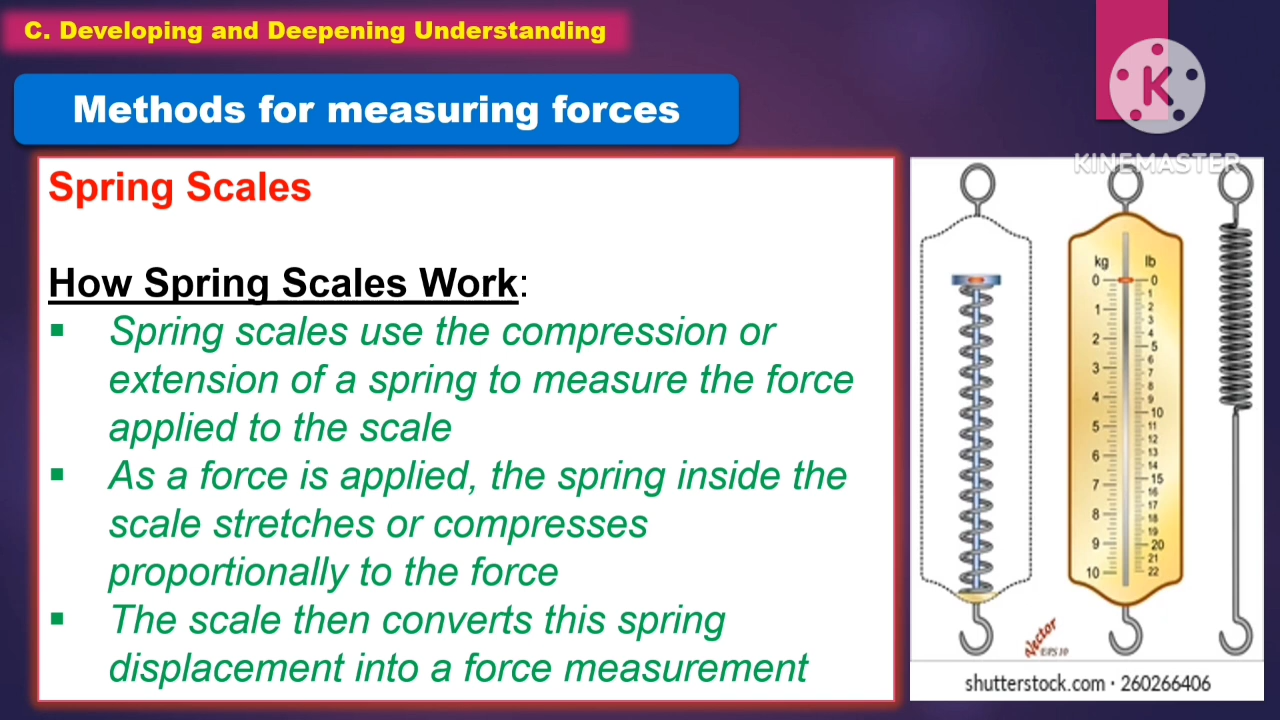 C. Developing and Deepening Understanding
Methods for measuring forces
K
KINEMASTER
Spring Scales
How Spring Scales Work:
▪ Spring scales use the compression or
extension of a spring to measure the force
applied to the scale
▪ As a force is applied, the spring inside the
scale stretches or compresses
proportionally to the force
▪ The scale then converts this spring
displacement into a force measurement
kg lb
0 0
1
1 2
3
2 4
5
6
3 7
8
4 9
10
5 11
12
6 13
14
7 15
16
17
8 18
19
9 20
21
10 22
Vector
EPS 10
shutterstock.com · 260266406